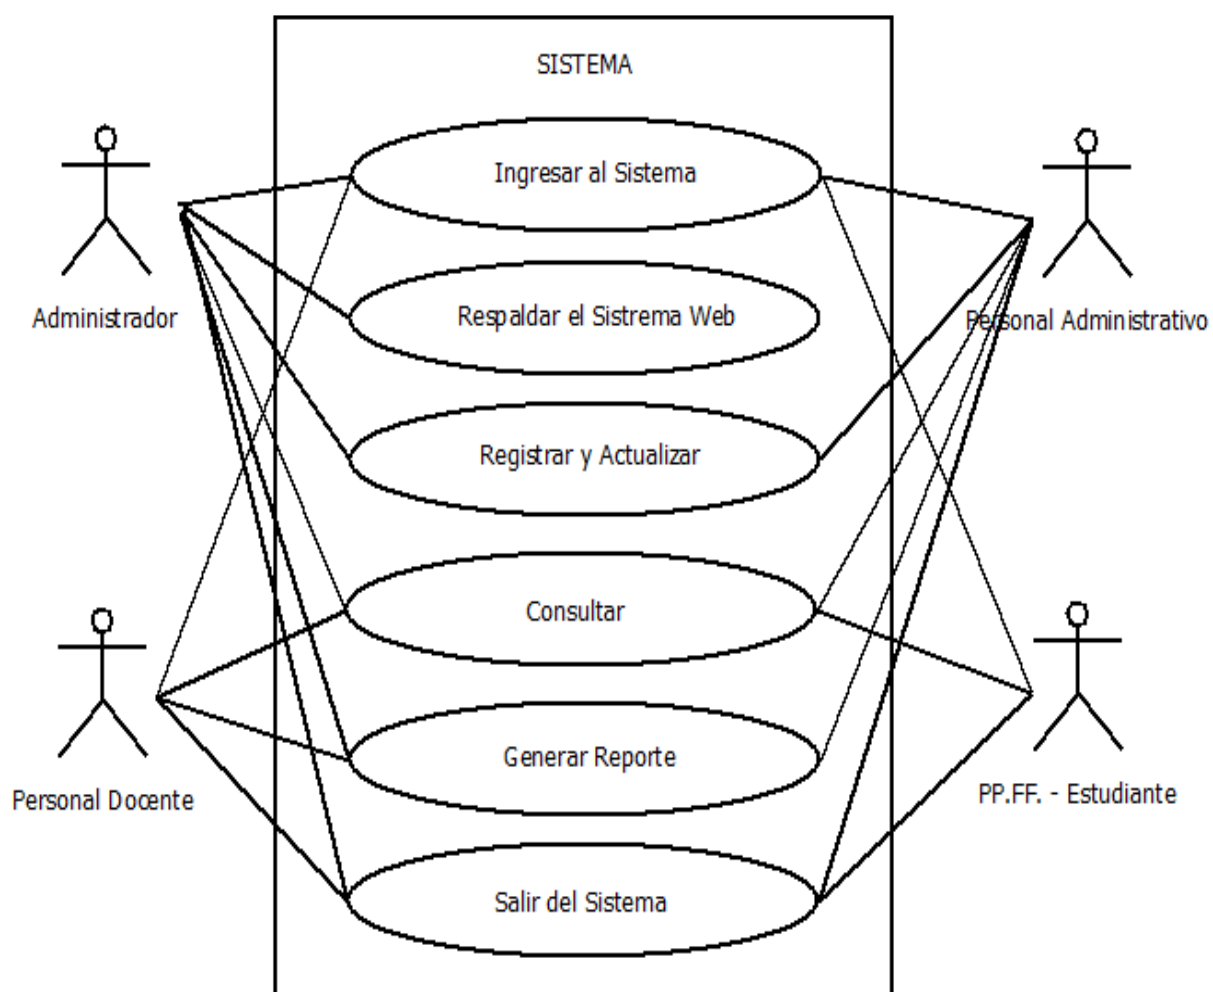 SISTEMA
Ingresar al Sistema
Administrador
Respaldar el Sistrema Web
Personal Administrativo
Registrar y Actualizar
Consultar
Personal Docente
Generar Reporte
PP.FF. - Estudiante
Salir del Sistema